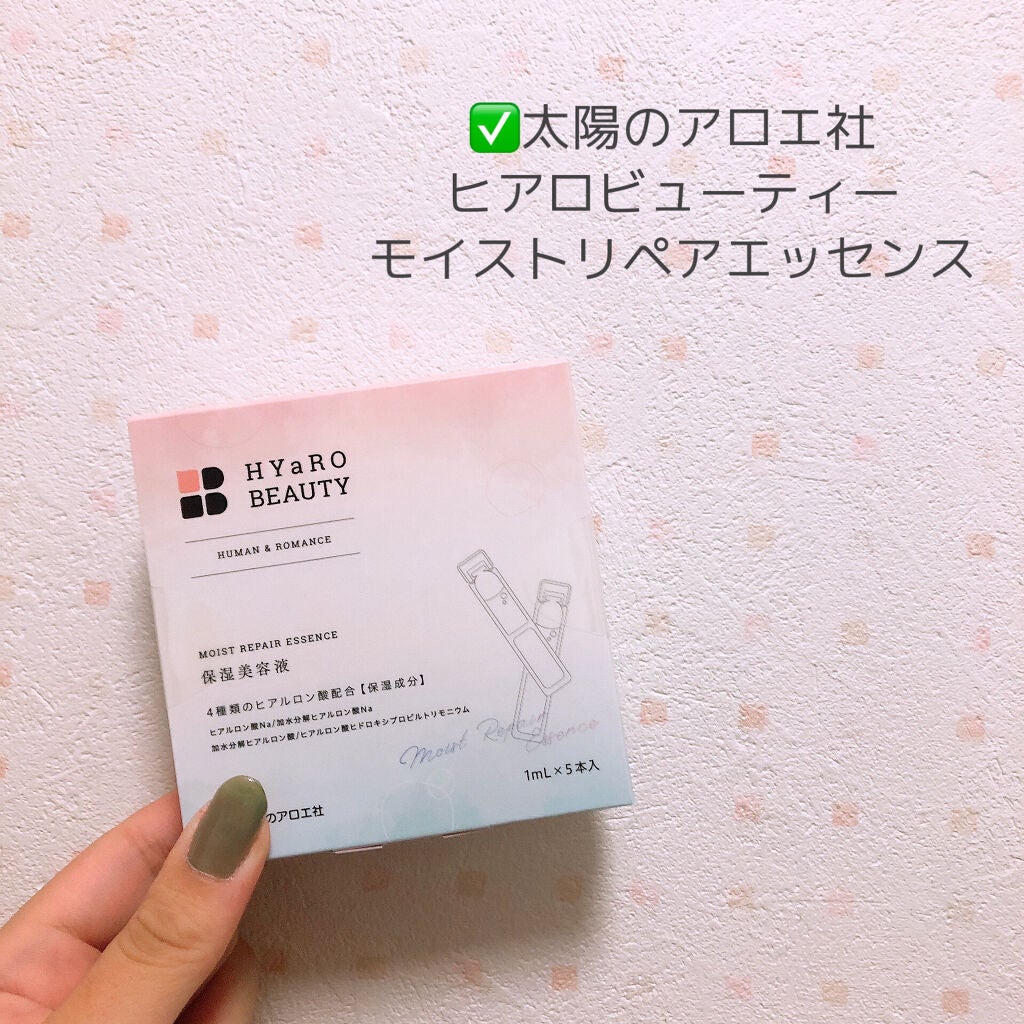 ✅太陽のアロエ社
ヒアロビューティー
モイストリペアエッセンス
HYaRO
BEAUTY
HUMAN & ROMANCE
MOIST REPAIR ESSENCE
保湿美容液
4種類のヒアルロン酸配合【保湿成分】
ヒアルロン酸Na/加水分解ヒアルロン酸Na
加水分解ヒアルロン酸/ヒアルロン酸ヒドロキシプロピルトリモニウム
Moist Repair
Essence
1mL×5本入
のアロエ社